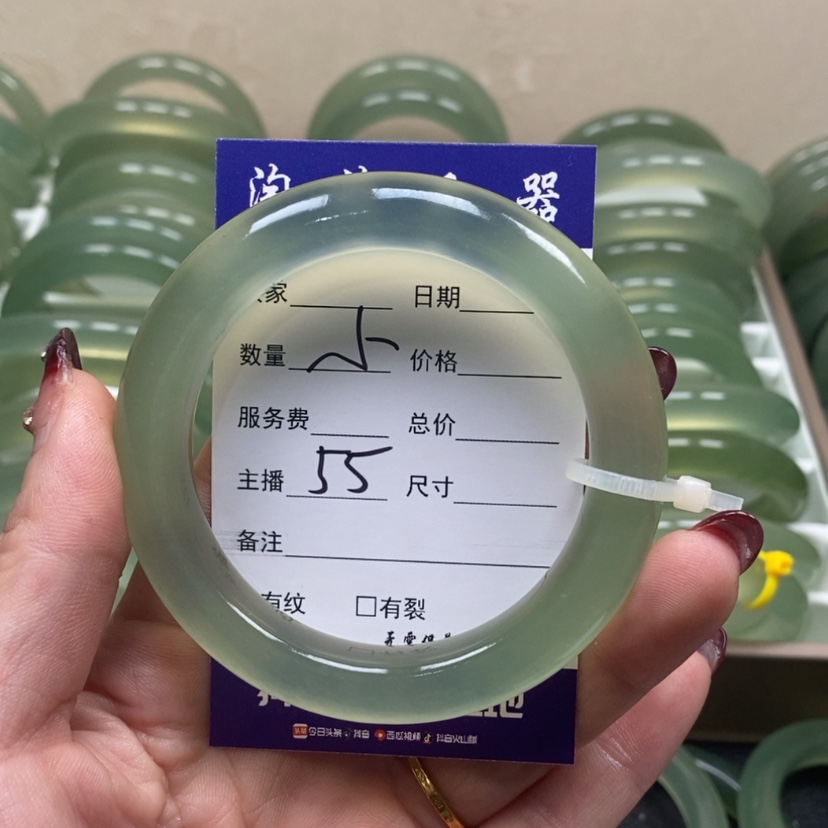 淘 器
家 日期
数量 价格
服务费 总价
主播 55 尺寸
备注
有纹 □有裂
今日头条 抖音 西瓜视频 抖音火山版